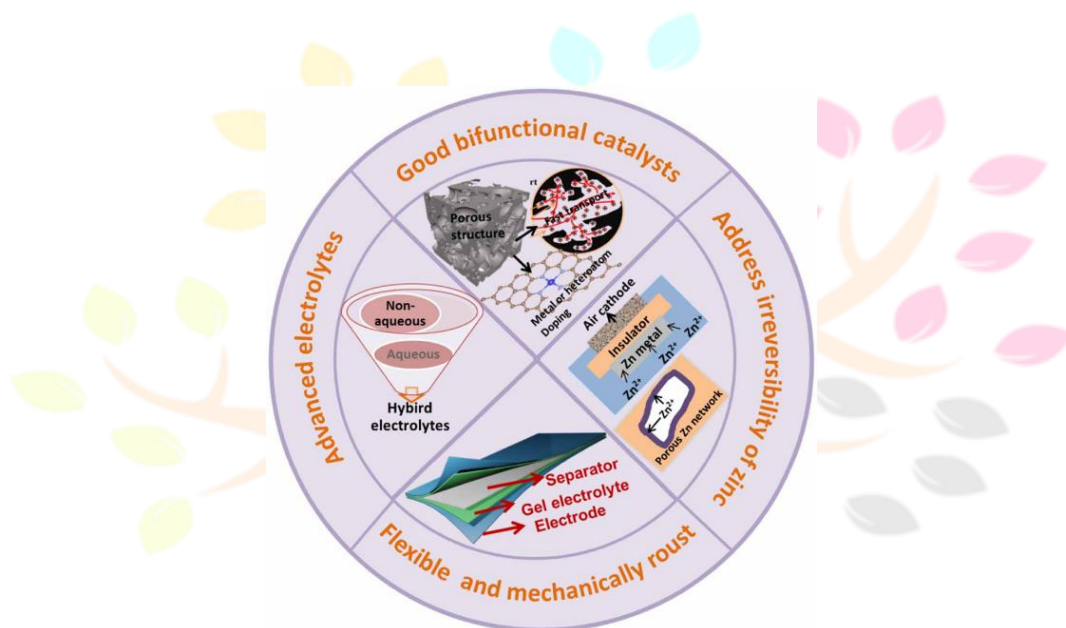 Good bifunctional catalysts
Porous
structure
rt
Fast transport
Metal or heteroatom
Doping
Advanced electrolytes
Non-
aqueous
Aqueous
Hybird
electrolytes
Address irreversibility of zinc
Air cathode
Insulator
Zn metal
Zn²⁺
Zn²⁺
Zn²⁺
Zn²⁺
Zn²⁺
Porous Zn network
Separator
Gel electrolyte
Electrode
Flexible and mechanically roust